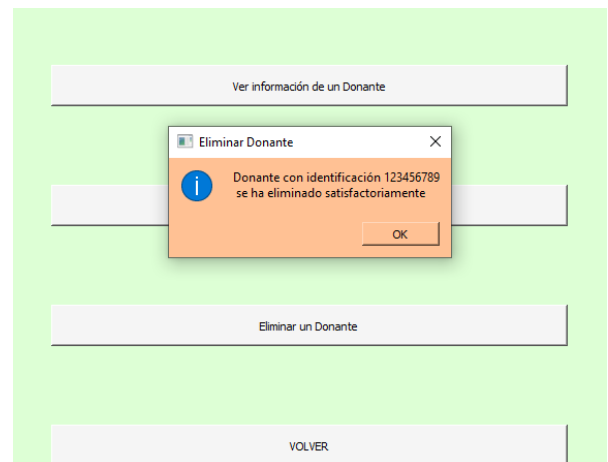 Ver información de un Donante
Eliminar Donante
Donante con identificación 123456789
se ha eliminado satisfactoriamente
OK
Eliminar un Donante
VOLVER